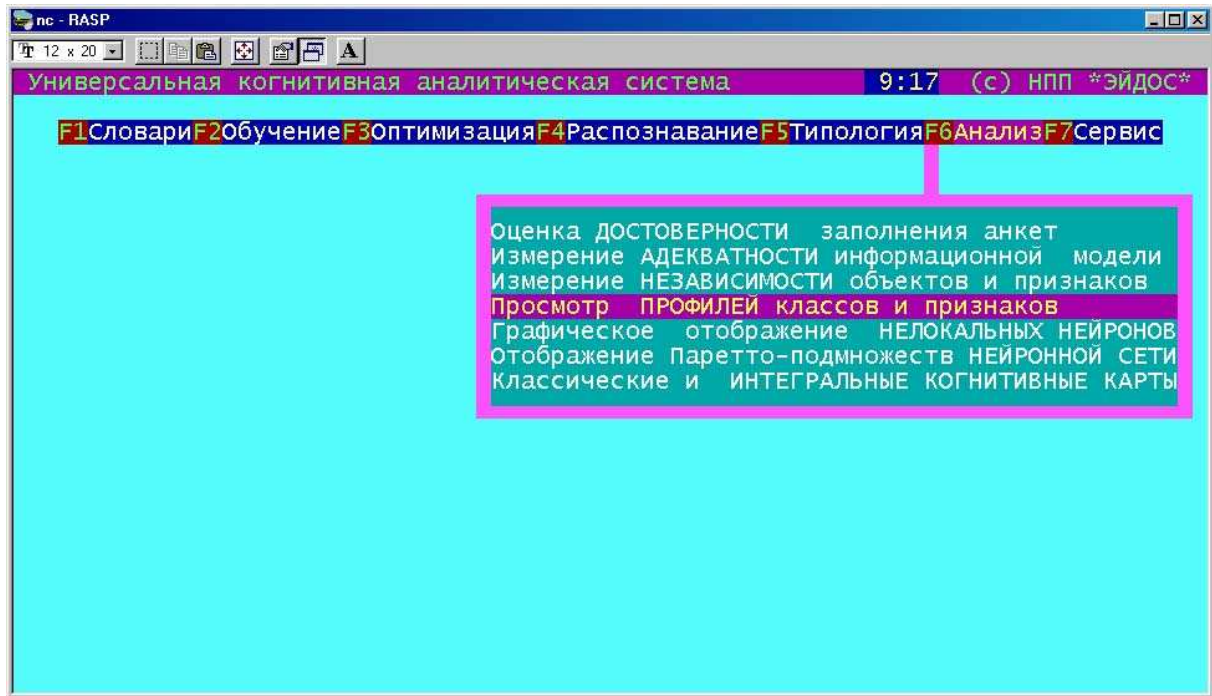 nc - RASP
12 x 20 A
Универсальная когнитивная аналитическая система 9:17 (с) НПП *ЭЙДОС*
F1Словари F2Обучение F3Оптимизация F4Распознавание F5Типология F6Анализ F7Сервис
Оценка ДОСТОВЕРНОСТИ заполнения анкет
Измерение АДЕКВАТНОСТИ информационной модели
Измерение НЕЗАВИСИМОСТИ объектов и признаков
Просмотр ПРОФИЛЕЙ классов и признаков
Графическое отображение НЕЛОКАЛЬНЫХ НЕЙРОНОВ
Отображение Паретто-подмножеств НЕЙРОННОЙ СЕТИ
Классические и ИНТЕГРАЛЬНЫЕ КОГНИТИВНЫЕ КАРТЫ